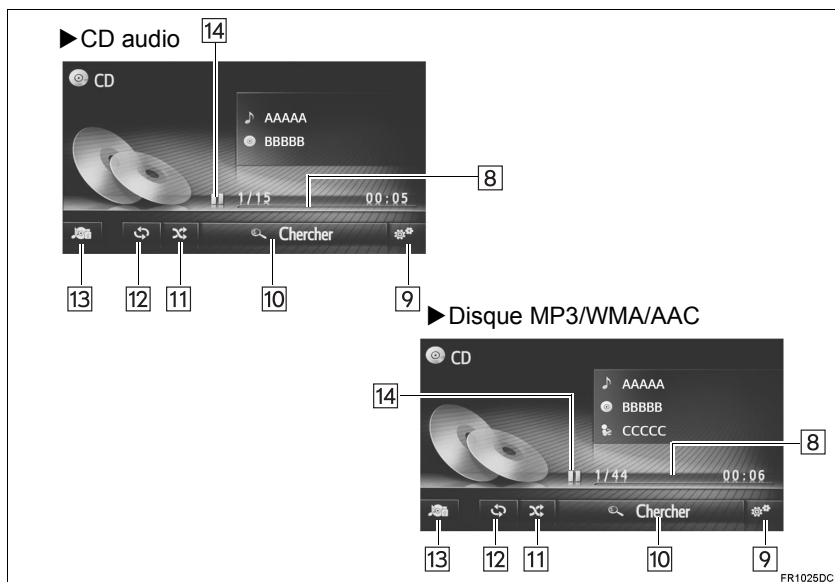 ▶CD audio
14
CD
AAAAA
BBBBB
8
1/15 00:05
Chercher
13 12 11 10 9
▶Disque MP3/WMA/AAC
CD
14
AAAAA
BBBBB
CCCCC
8
1/44 00:06
Chercher
13 12 11 10 9
FR1025DC